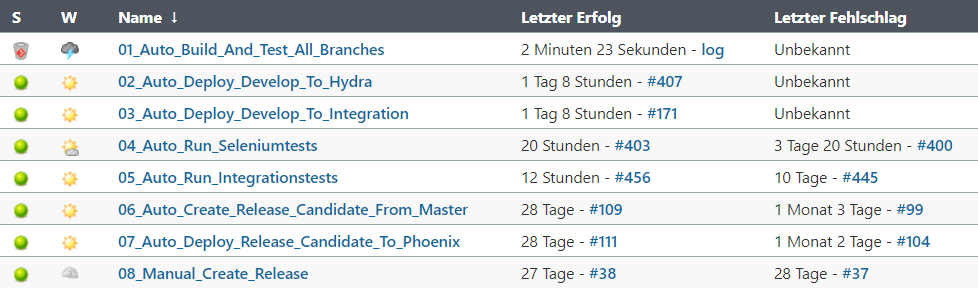 S W Name ↓ Letzter Erfolg Letzter Fehlschlag
01_Auto_Build_And_Test_All_Branches 2 Minuten 23 Sekunden - log Unbekannt
02_Auto_Deploy_Develop_To_Hydra 1 Tag 8 Stunden - #407 Unbekannt
03_Auto_Deploy_Develop_To_Integration 1 Tag 8 Stunden - #171 Unbekannt
04_Auto_Run_Seleniumtests 20 Stunden - #403 3 Tage 20 Stunden - #400
05_Auto_Run_Integrationstests 12 Stunden - #456 10 Tage - #445
06_Auto_Create_Release_Candidate_From_Master 28 Tage - #109 1 Monat 3 Tage - #99
07_Auto_Deploy_Release_Candidate_To_Phoenix 28 Tage - #111 1 Monat 2 Tage - #104
08_Manual_Create_Release 27 Tage - #38 28 Tage - #37